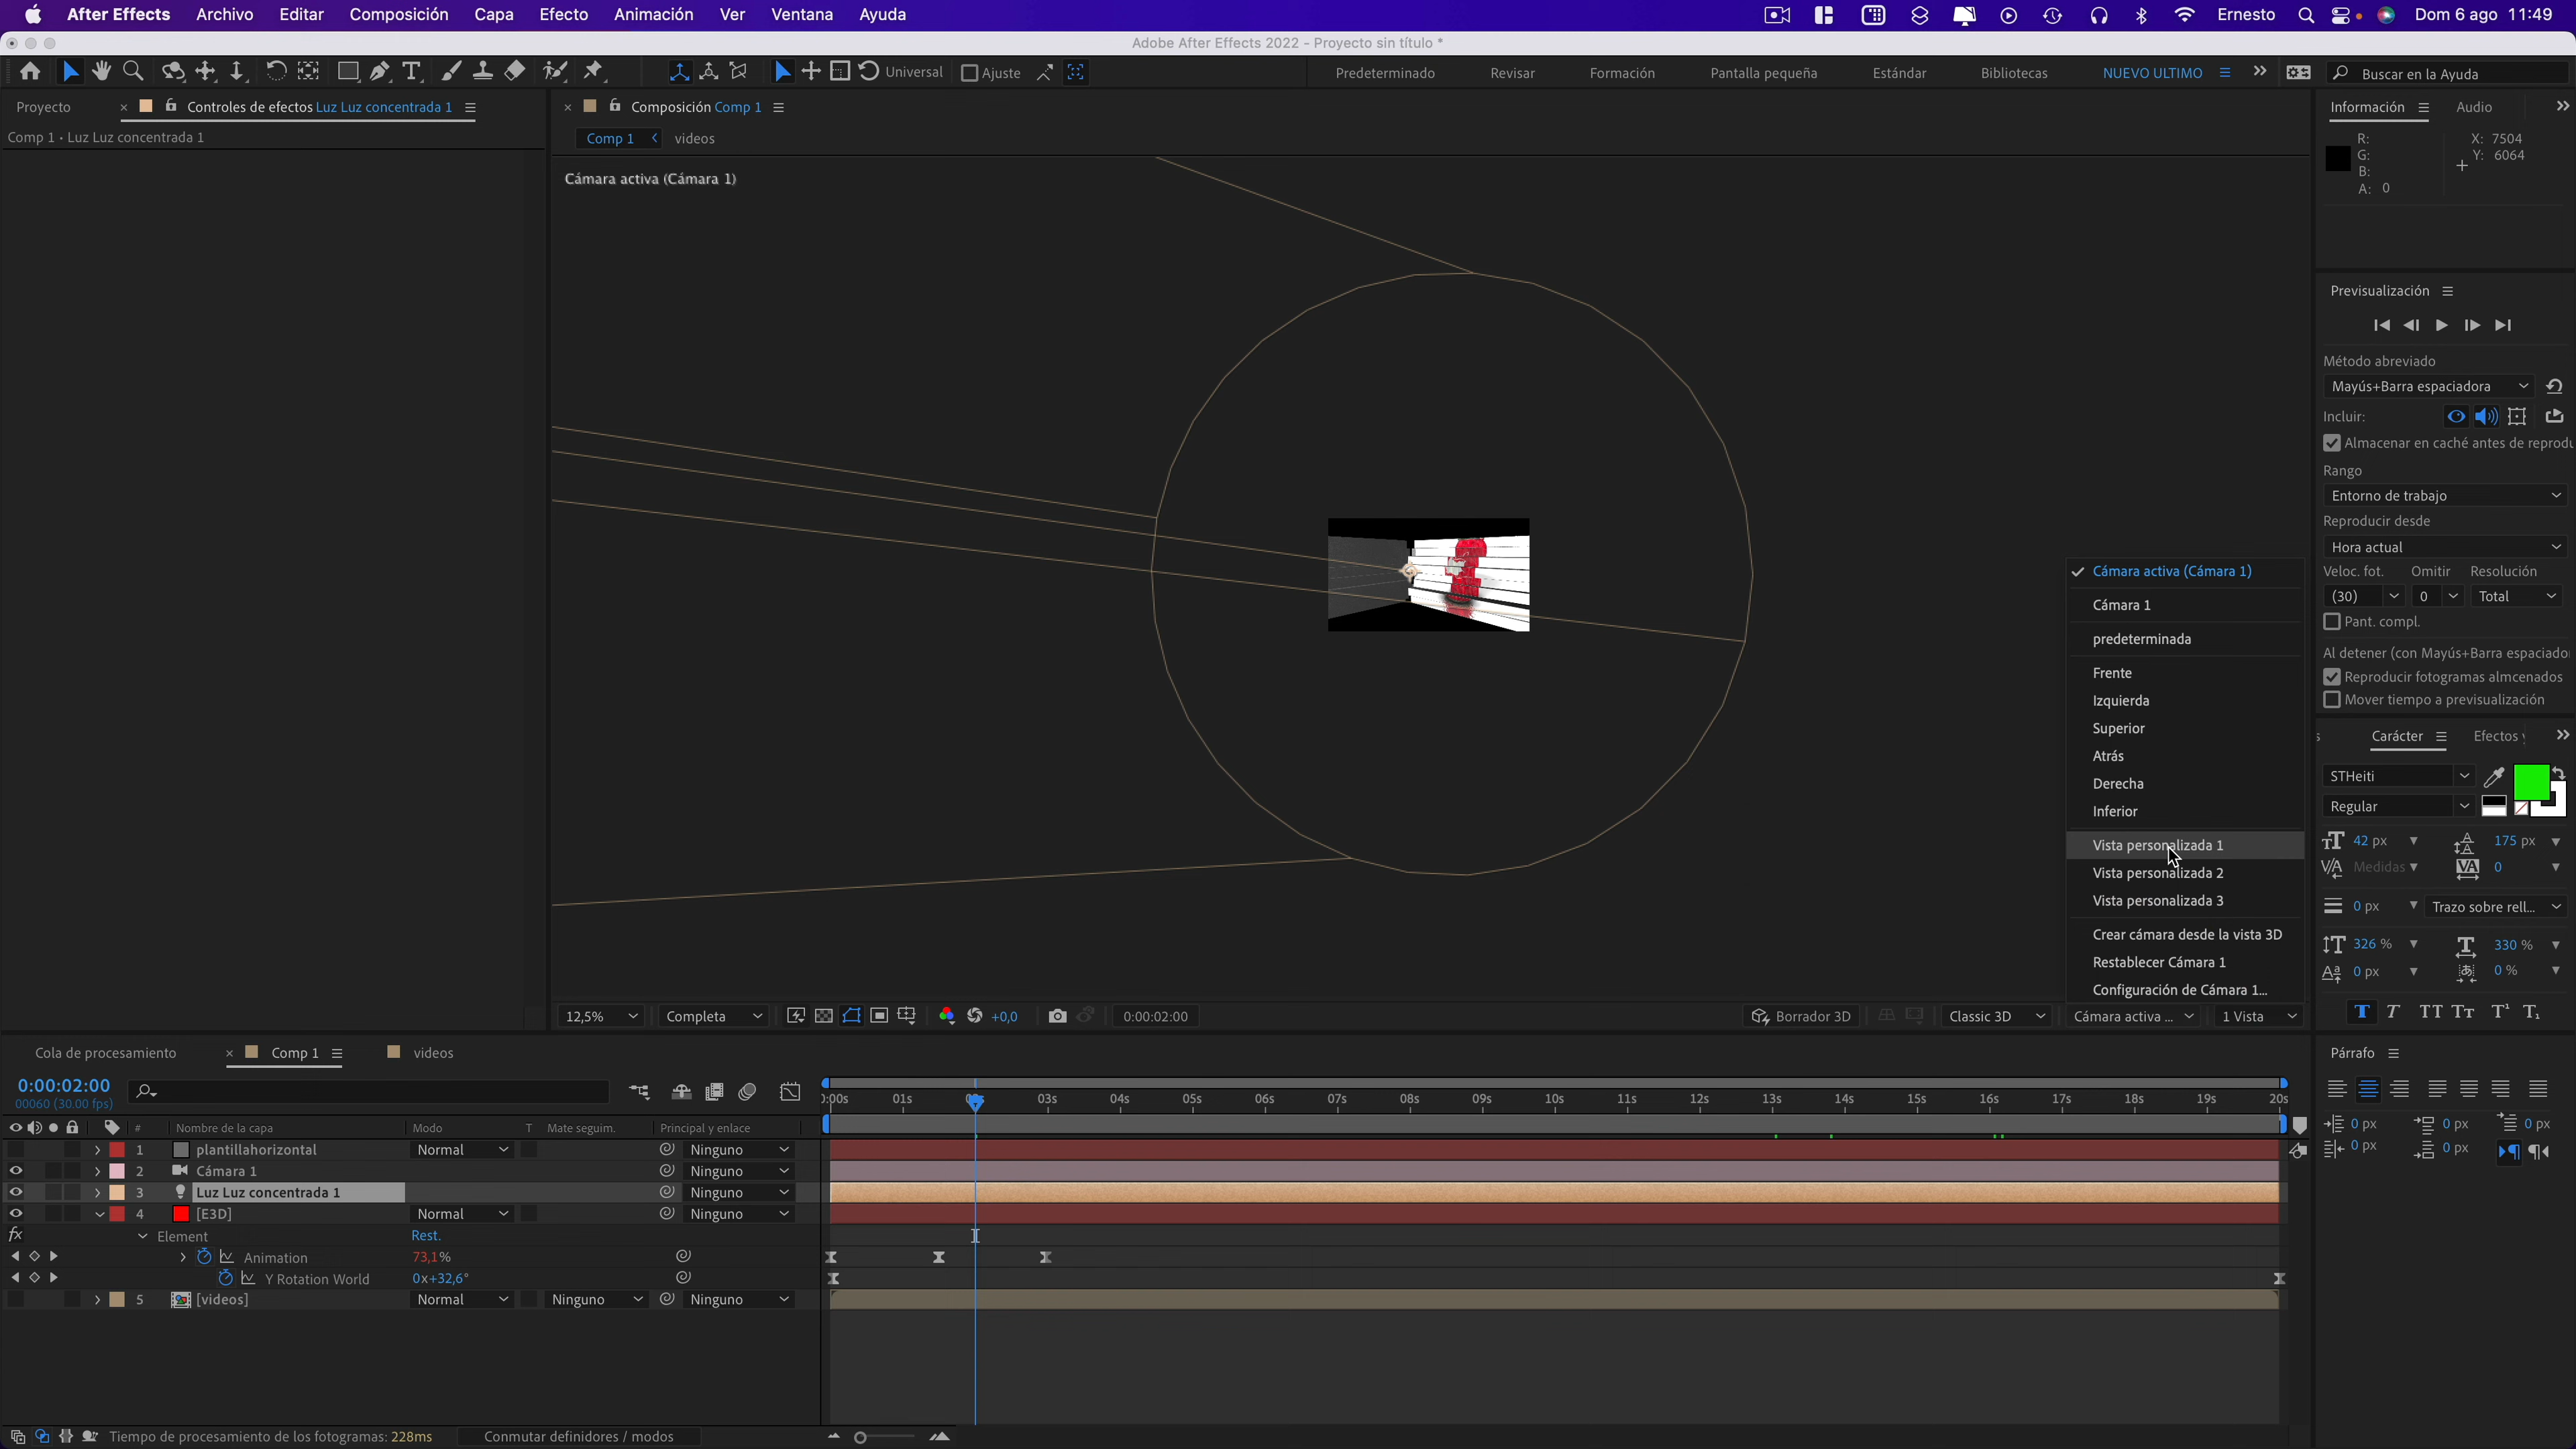 After Effects Archivo Editar Composición Capa Efecto Animación Ver Ventana Ayuda Ernesto Dom 6 ago 11:49
Adobe After Effects 2022 - Proyecto sin título *
Universal Ajuste Predeterminado Revisar Formación Pantalla pequeña Estándar Bibliotecas NUEVO ULTIMO Buscar en la Ayuda
Proyecto × Controles de efectos Luz Luz concentrada 1
Comp 1 • Luz Luz concentrada 1
× Composición Comp 1
Comp 1 videos
Cámara activa (Cámara 1)
Cámara activa (Cámara 1)
Cámara 1
predeterminada
Frente
Izquierda
Superior
Atrás
Derecha
Inferior
Vista personalizada 1
Vista personalizada 2
Vista personalizada 3
Crear cámara desde la vista 3D
Restablecer Cámara 1
Configuración de Cámara 1...
12,5% Completa +0,0 0:00:02:00 Borrador 3D Classic 3D Cámara activa ... 1 Vista
Información Audio
R: X: 7504
G: Y: 6064
B:
A: 0
Previsualización
Método abreviado
Mayús+Barra espaciadora
Incluir:
Almacenar en caché antes de reprodu
Rango
Entorno de trabajo
Reproducir desde
Hora actual
Veloc. fot. Omitir Resolución
(30) 0 Total
Pant. compl.
Al detener (con Mayús+Barra espaciado
Reproducir fotogramas almcenados
Mover tiempo a previsualización
Carácter Efectos y
STHeiti
Regular
42 px 175 px
Medidas 0
0 px Trazo sobre rell...
326 % 330 %
0 px 0 %
T T TT Tт T¹ T₁
Párrafo
0 px 0 px 0 px
0 px 0 px
Cola de procesamiento × Comp 1 videos
0:00:02:00
00060 (30.00 fps)
0:00s 01s 03s 04s 05s 06s 07s 08s 09s 10s 11s 12s 13s 14s 15s 16s 17s 18s 19s 20s
# Nombre de la capa Modo T Mate seguim. Principal y enlace
1 plantillahorizontal Normal Ninguno
2 Cámara 1 Ninguno
3 Luz Luz concentrada 1 Ninguno
4 [E3D] Normal Ninguno
fx Element Rest.
Animation 73,1%
Y Rotation World 0x+32,6°
5 [videos] Normal Ninguno Ninguno
Tiempo de procesamiento de los fotogramas: 228ms Conmutar definidores / modos